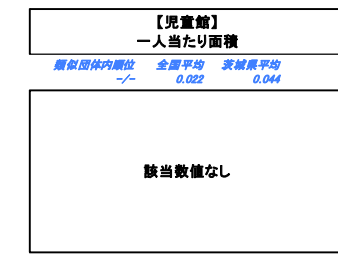 【児童館】
一人当たり面積
類似団体内順位 全国平均 茨城県平均
-/- 0.022 0.044
該当数値なし